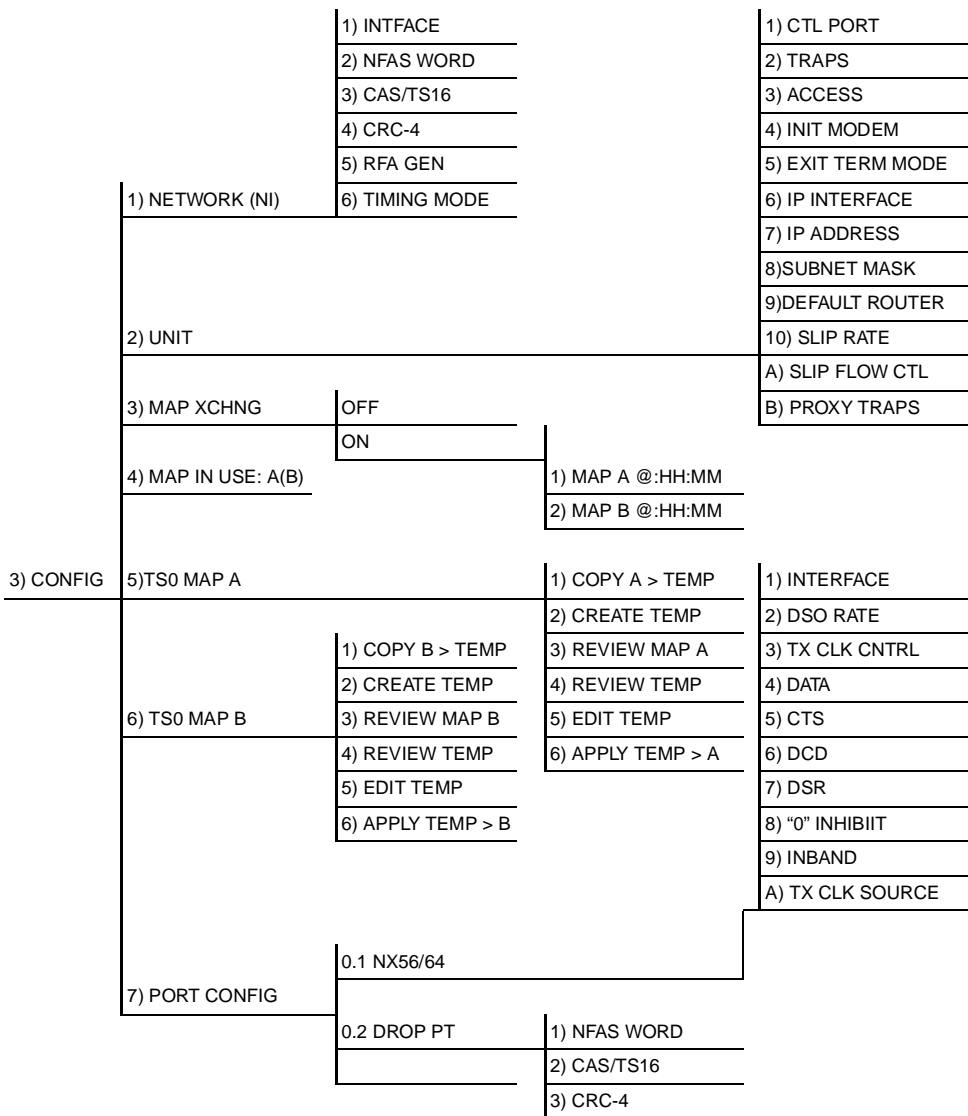 1) INTFACE
2) NFAS WORD
3) CAS/TS16
4) CRC-4
5) RFA GEN
1) NETWORK (NI)
6) TIMING MODE
1) CTL PORT
2) TRAPS
3) ACCESS
4) INIT MODEM
5) EXIT TERM MODE
6) IP INTERFACE
7) IP ADDRESS
8)SUBNET MASK
9)DEFAULT ROUTER
2) UNIT
10) SLIP RATE
A) SLIP FLOW CTL
B) PROXY TRAPS
3) MAP XCHNG
OFF
ON
4) MAP IN USE: A(B)
1) MAP A @:HH:MM
2) MAP B @:HH:MM
3) CONFIG
5)TS0 MAP A
1) COPY A > TEMP
2) CREATE TEMP
3) REVIEW MAP A
4) REVIEW TEMP
5) EDIT TEMP
6) APPLY TEMP > A
6) TS0 MAP B
1) COPY B > TEMP
2) CREATE TEMP
3) REVIEW MAP B
4) REVIEW TEMP
5) EDIT TEMP
6) APPLY TEMP > B
1) INTERFACE
2) DSO RATE
3) TX CLK CNTRL
4) DATA
5) CTS
6) DCD
7) DSR
8) “0” INHIBIIT
9) INBAND
A) TX CLK SOURCE
7) PORT CONFIG
0.1 NX56/64
0.2 DROP PT
1) NFAS WORD
2) CAS/TS16
3) CRC-4